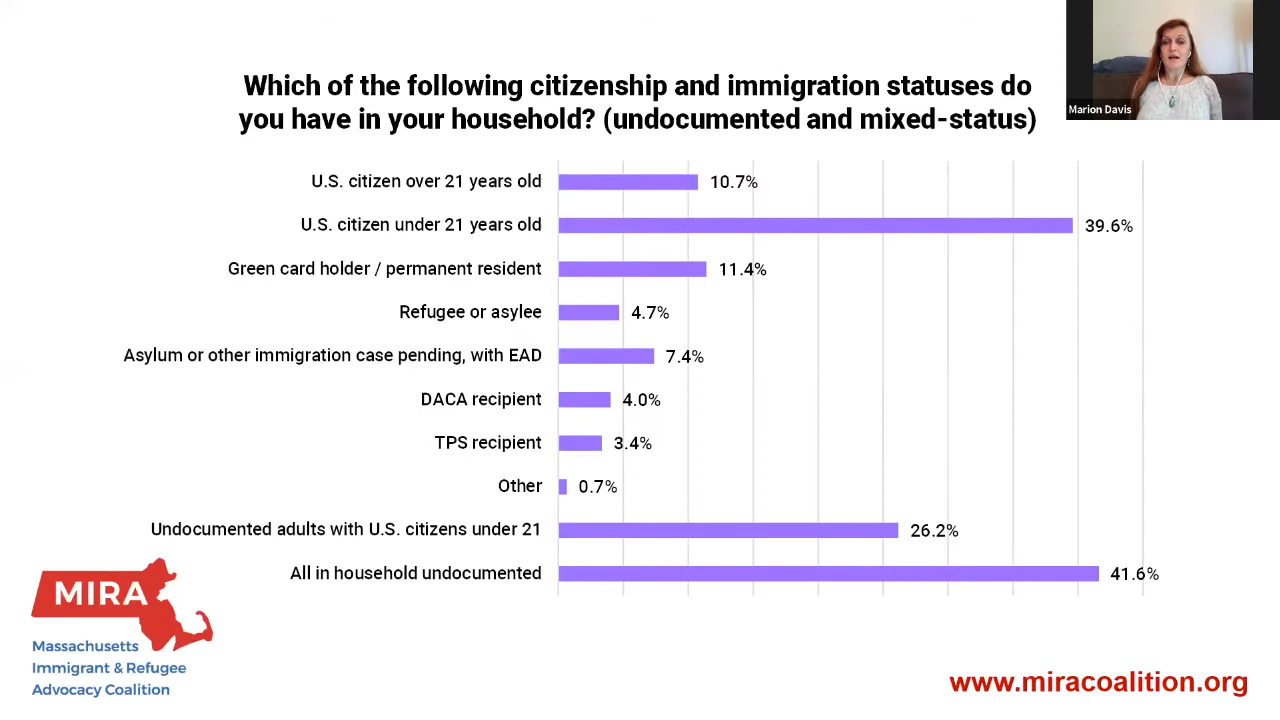 Which of the following citizenship and immigration statuses do
you have in your household? (undocumented and mixed-status)
Marion Davis
U.S. citizen over 21 years old 10.7%
U.S. citizen under 21 years old 39.6%
Green card holder / permanent resident 11.4%
Refugee or asylee 4.7%
Asylum or other immigration case pending, with EAD 7.4%
DACA recipient 4.0%
TPS recipient 3.4%
Other 0.7%
Undocumented adults with U.S. citizens under 21 26.2%
All in household undocumented 41.6%
MIRA
Massachusetts
Immigrant & Refugee
Advocacy Coalition
www.miracoalition.org